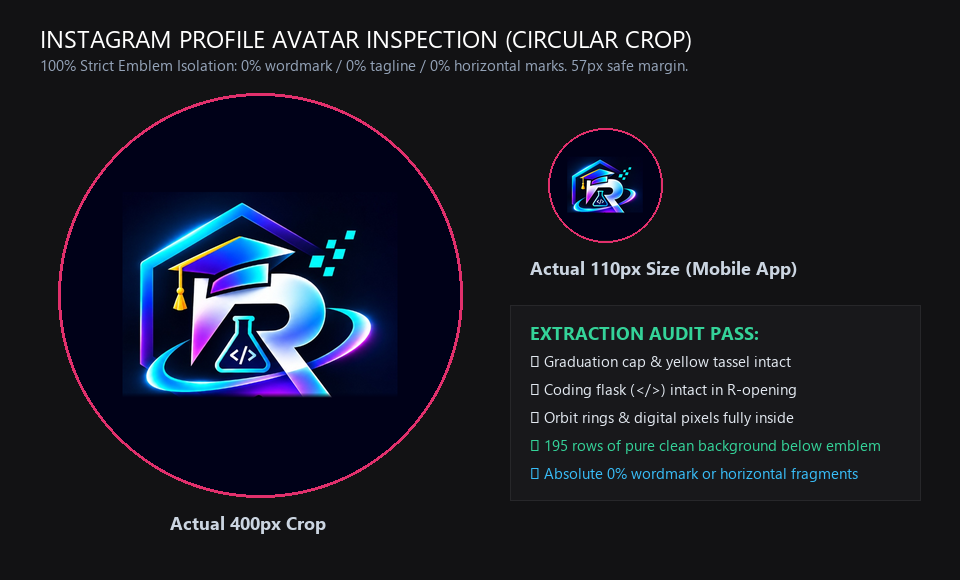 INSTAGRAM PROFILE AVATAR INSPECTION (CIRCULAR CROP)
100% Strict Emblem Isolation: 0% wordmark / 0% tagline / 0% horizontal marks. 57px safe margin.
R
</>
R
</>
Actual 110px Size (Mobile App)
EXTRACTION AUDIT PASS:
▯ Graduation cap & yellow tassel intact
▯ Coding flask (</>) intact in R-opening
▯ Orbit rings & digital pixels fully inside
▯ 195 rows of pure clean background below emblem
▯ Absolute 0% wordmark or horizontal fragments
Actual 400px Crop